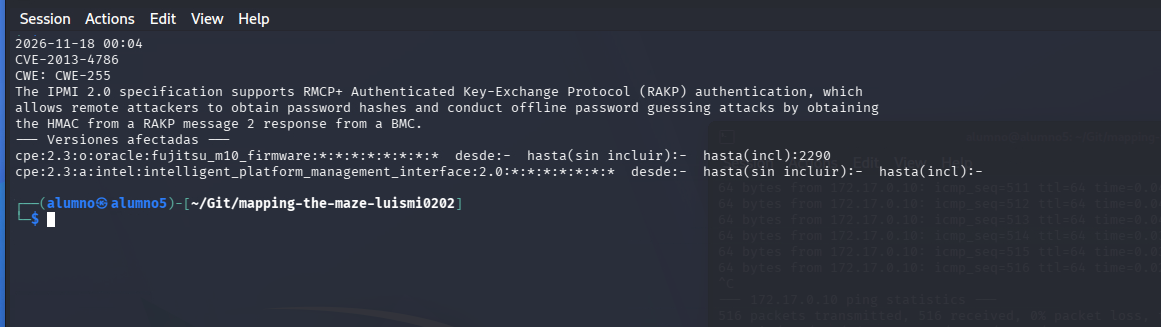 Session Actions Edit View Help
2026-11-18 00:04
CVE-2013-4786
CWE: CWE-255
The IPMI 2.0 specification supports RMCP+ Authenticated Key-Exchange Protocol (RAKP) authentication, which
allows remote attackers to obtain password hashes and conduct offline password guessing attacks by obtaining
the HMAC from a RAKP message 2 response from a BMC.
--- Versiones afectadas ---
cpe:2.3:o:oracle:fujitsu_m10_firmware:*:*:*:*:*:*:*:* desde:- hasta(sin incluir):- hasta(incl):2290
cpe:2.3:a:intel:intelligent_platform_management_interface:2.0:*:*:*:*:*:*:* desde:- hasta(sin incluir):- hasta(incl):-
┌──(alumno㉿alumno5)-[~/Git/mapping-the-maze-luismi0202]
└─$
Edit View Help
64 bytes from 172.17.0.10: icmp_seq=511 ttl=64 time=0.0
64 bytes from 172.17.0.10: icmp_seq=512 ttl=64 time=0.0
64 bytes from 172.17.0.10: icmp_seq=513 ttl=64 time=0.0
64 bytes from 172.17.0.10: icmp_seq=514 ttl=64 time=0.0
64 bytes from 172.17.0.10: icmp_seq=515 ttl=64 time=0.0
64 bytes from 172.17.0.10: icmp_seq=516 ttl=64 time=0.0
^C
--- 172.17.0.10 ping statistics ---
516 packets transmitted, 516 received, 0% packet loss,